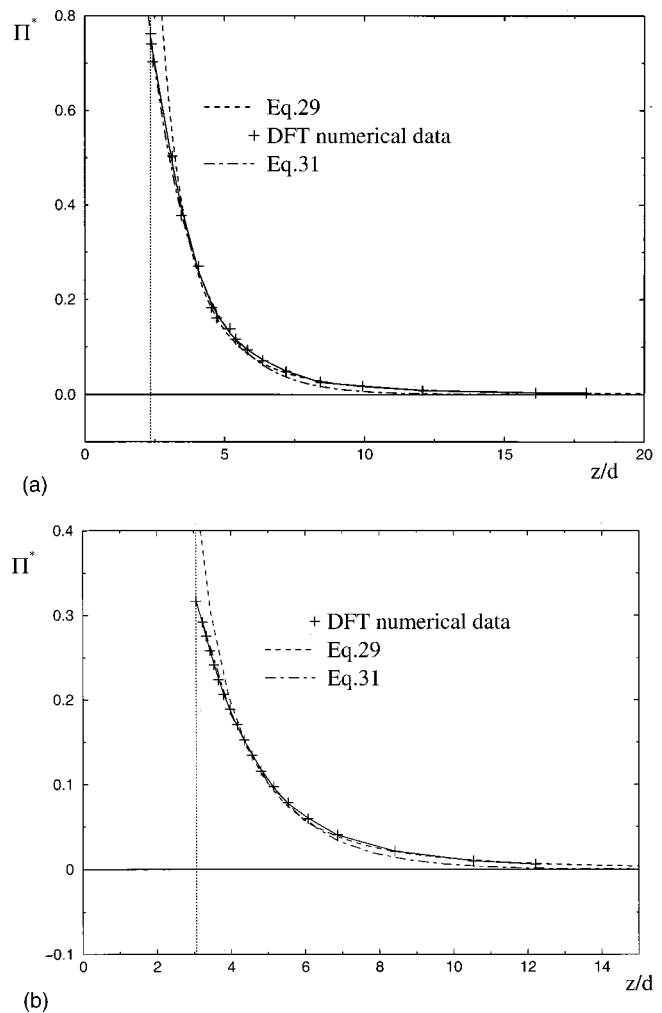 Π*
0.8
0.6
0.4
0.2
0.0
Eq.29
DFT numerical data
Eq.31
0 5 10 15 20
z/d
(a)
Π*
0.4
0.3
0.2
0.1
0
−0.1
DFT numerical data
Eq.29
Eq.31
0 2 4 6 8 10 12 14
z/d
(b)